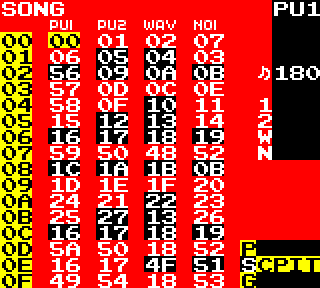 SONG PU1
PU1 PU2 WAV NOI
00 00 01 02 07
01 06 05 04 03
02 56 09 0A 0B ♪180
03 57 0D 0C 0E
04 58 0F 10 11 1
05 15 12 13 14 2
06 16 17 18 19 W
07 59 50 48 52 N
08 1C 1A 1B 0B
09 1D 1E 1F 20
0A 24 21 22 23
0B 25 27 13 26
0C 16 17 18 19
0D 5A 50 18 52 P
0E 16 17 4F 51 SCPIT
0F 49 54 18 53 G